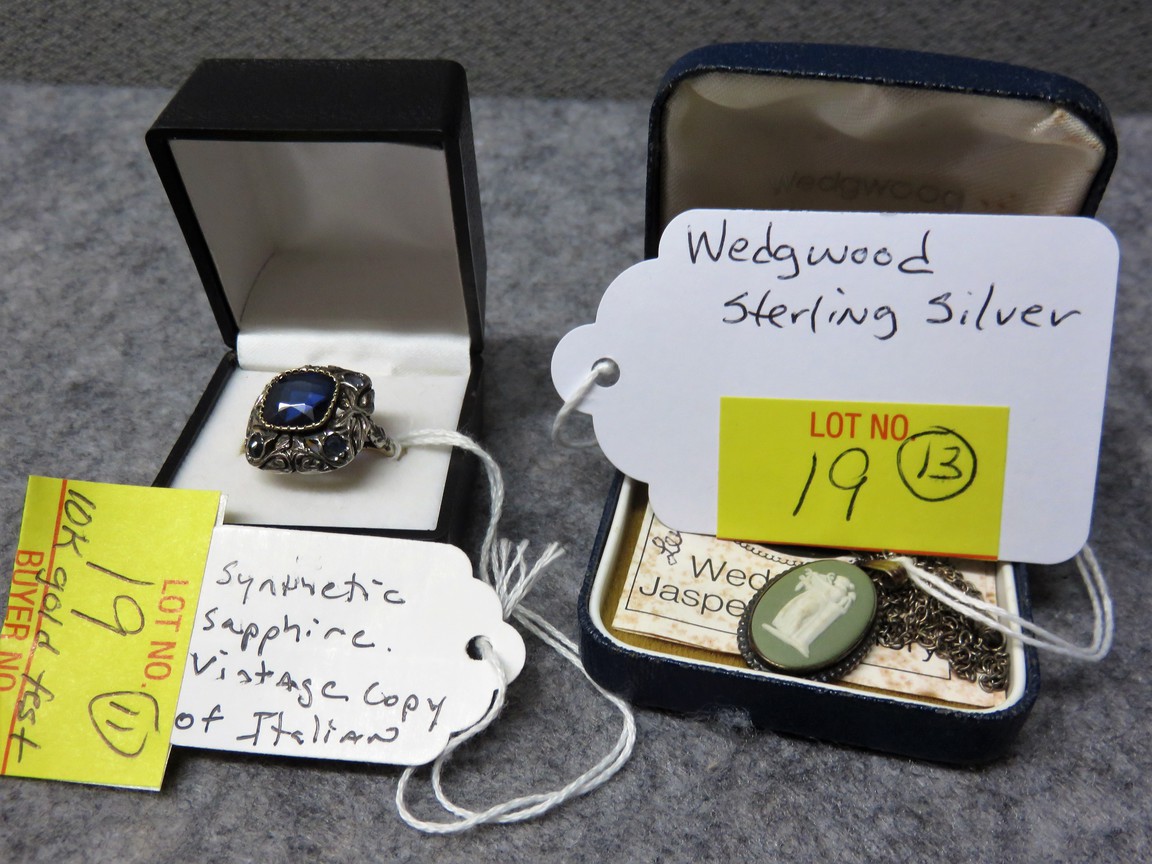 Wedgwood
Wedgwood
Sterling Silver
LOT NO
19 13
Wed
Jaspe
ry
LOT NO.
19 11
10K gold test
BUYER NO
Synthetic
Sapphire.
Vintage Copy
of Italian